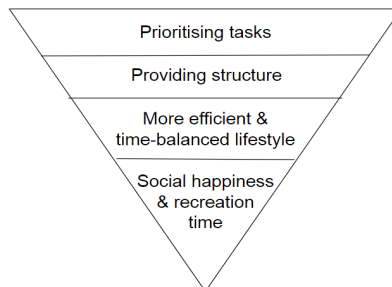 Prioritising tasks
Providing structure
More efficient &
time-balanced lifestyle
Social happiness
& recreation
time